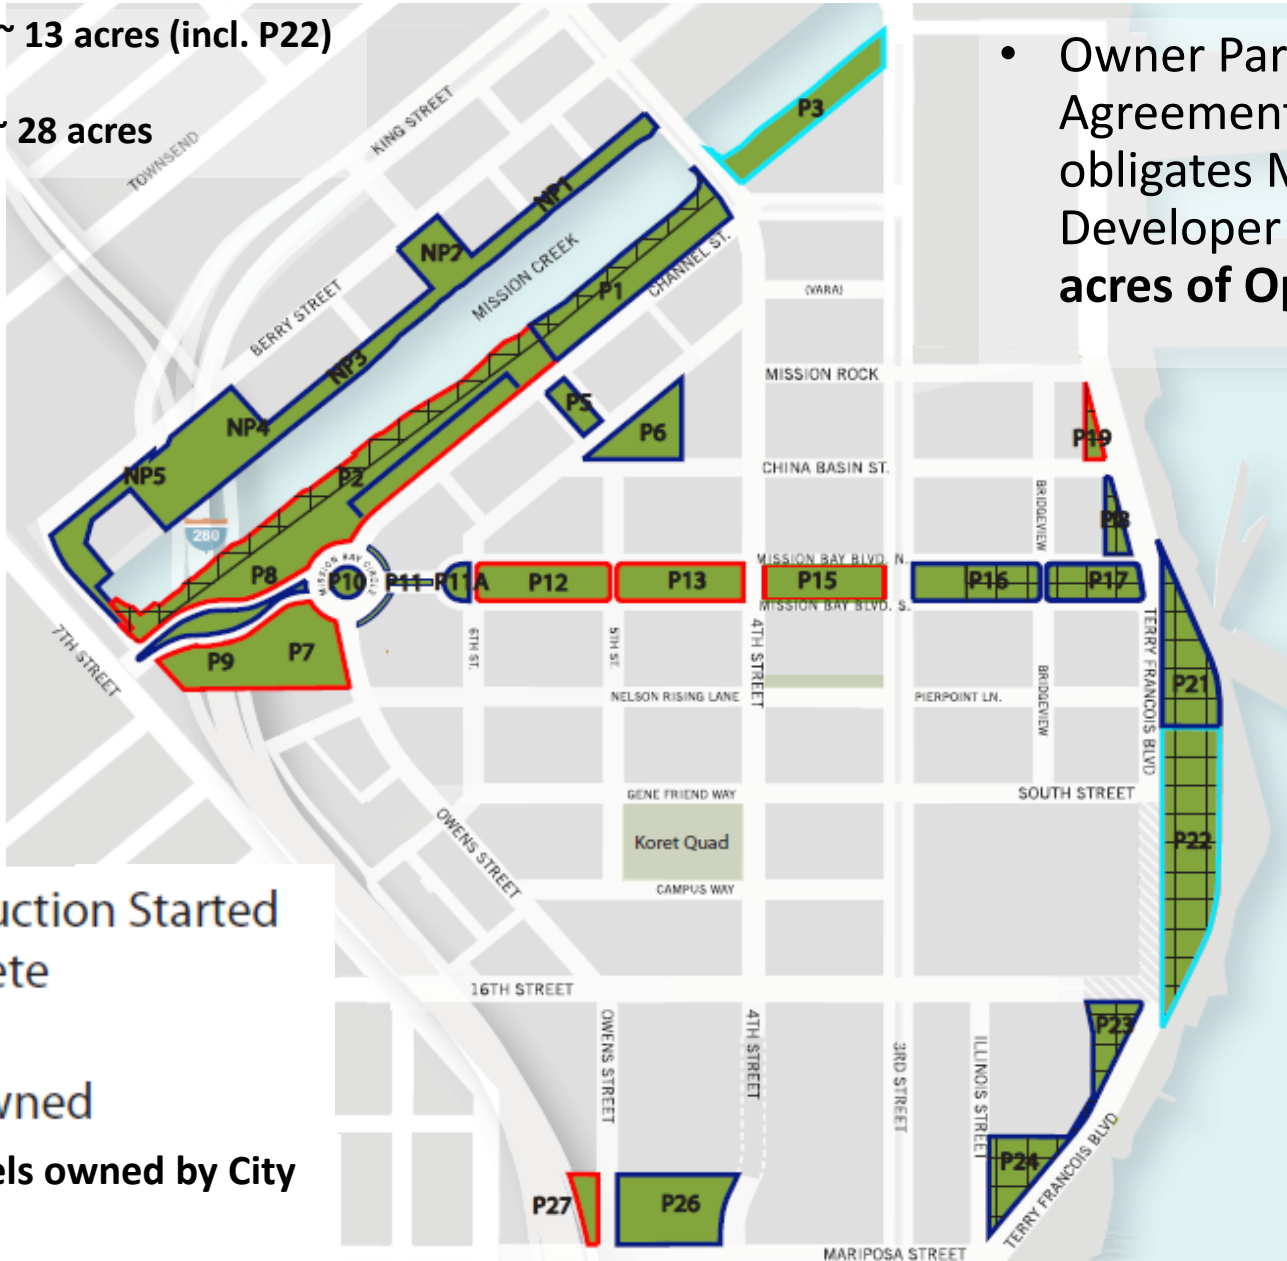 ~ 13 acres (incl. P22)
~ 28 acres
• Owner Par
Agreement
obligates
Developer
acres of Op
KING STREET
TOWNSEND
P3
NP1
NP2
MISSION CREEK
CHANNEL ST.
P1
(VARA)
BERRY STREET
NP3
MISSION ROCK
P5
P6
P19
NP4
NP5
P2
CHINA BASIN ST.
BRIDGEVIEW
P18
280
MISSION BAY CIRCLE
MISSION BAY BLVD. N.
P8
P10
P11
P11A
P12
P13
P15
P16
P17
MISSION BAY BLVD. S.
7TH STREET
P9
P7
6TH ST.
5TH ST.
4TH STREET
BRIDGEVIEW
TERRY FRANCOIS BLVD
P21
NELSON RISING LANE
PIERPOINT LN.
GENE FRIEND WAY
SOUTH STREET
OWENS STREET
Koret Quad
P22
CAMPUS WAY
uction Started
ete
wned
els owned by City
16TH STREET
OWENS STREET
4TH STREET
3RD STREET
ILLINOIS STREET
P23
P24
TERRY FRANCOIS BLVD
P27
P26
MARIPOSA STREET